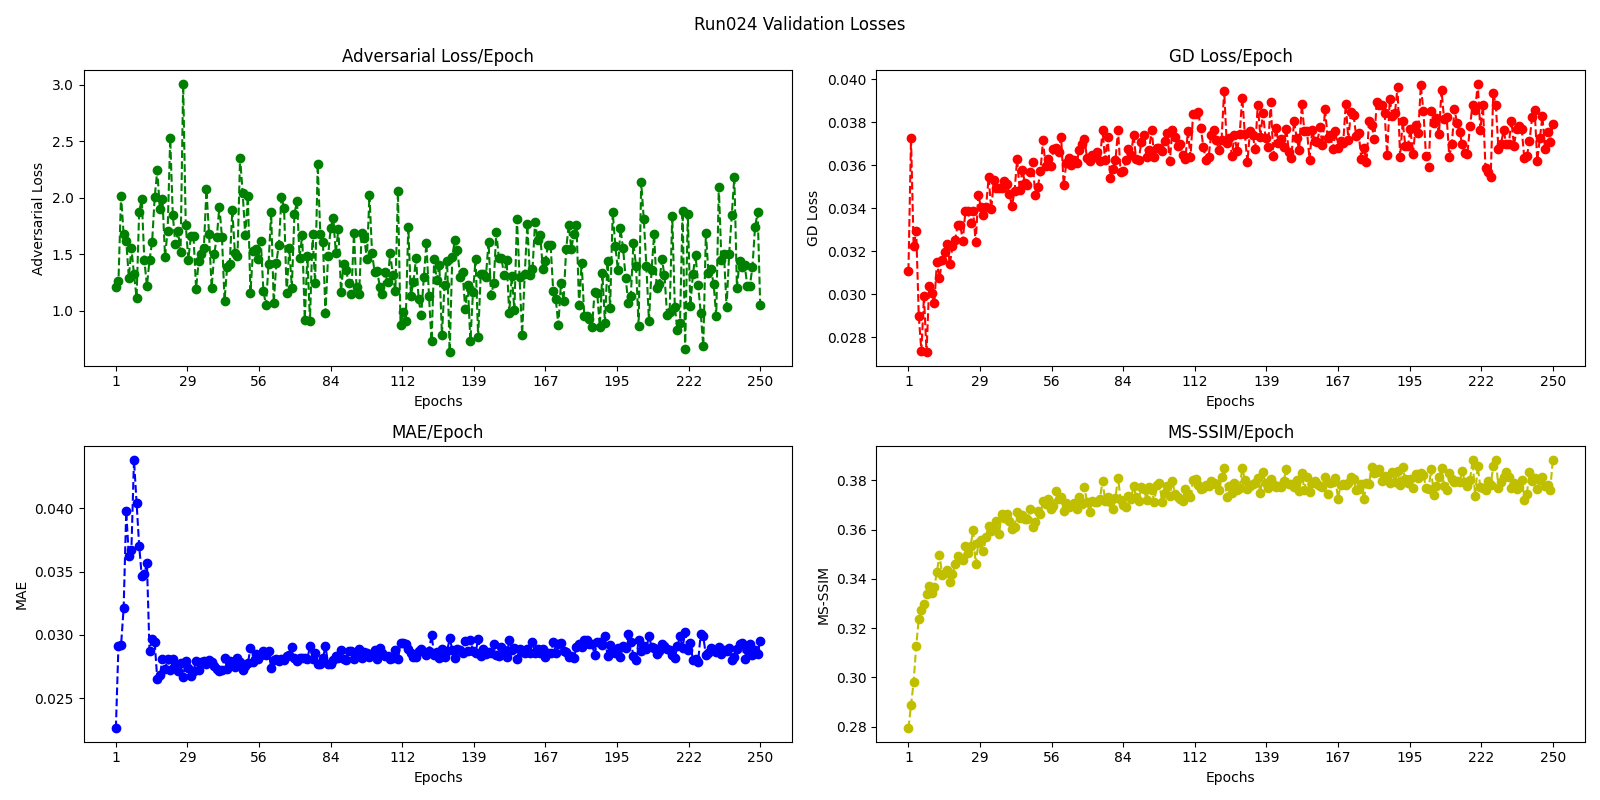 Run024 Validation Losses
Adversarial Loss/Epoch
3.0
2.5
2.0
1.5
1.0
Adversarial Loss
1 29 56 84 112 139 167 195 222 250
Epochs
GD Loss/Epoch
0.040
0.038
0.036
0.034
0.032
0.030
0.028
GD Loss
1 29 56 84 112 139 167 195 222 250
Epochs
MAE/Epoch
0.040
0.035
0.030
0.025
MAE
1 29 56 84 112 139 167 195 222 250
Epochs
MS-SSIM/Epoch
0.38
0.36
0.34
0.32
0.30
0.28
MS-SSIM
1 29 56 84 112 139 167 195 222 250
Epochs